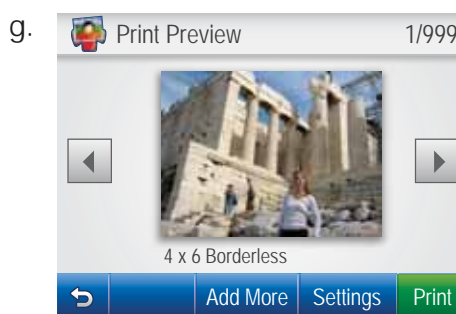 g.
Print Preview 1/999
4 x 6 Borderless
Add More Settings Print